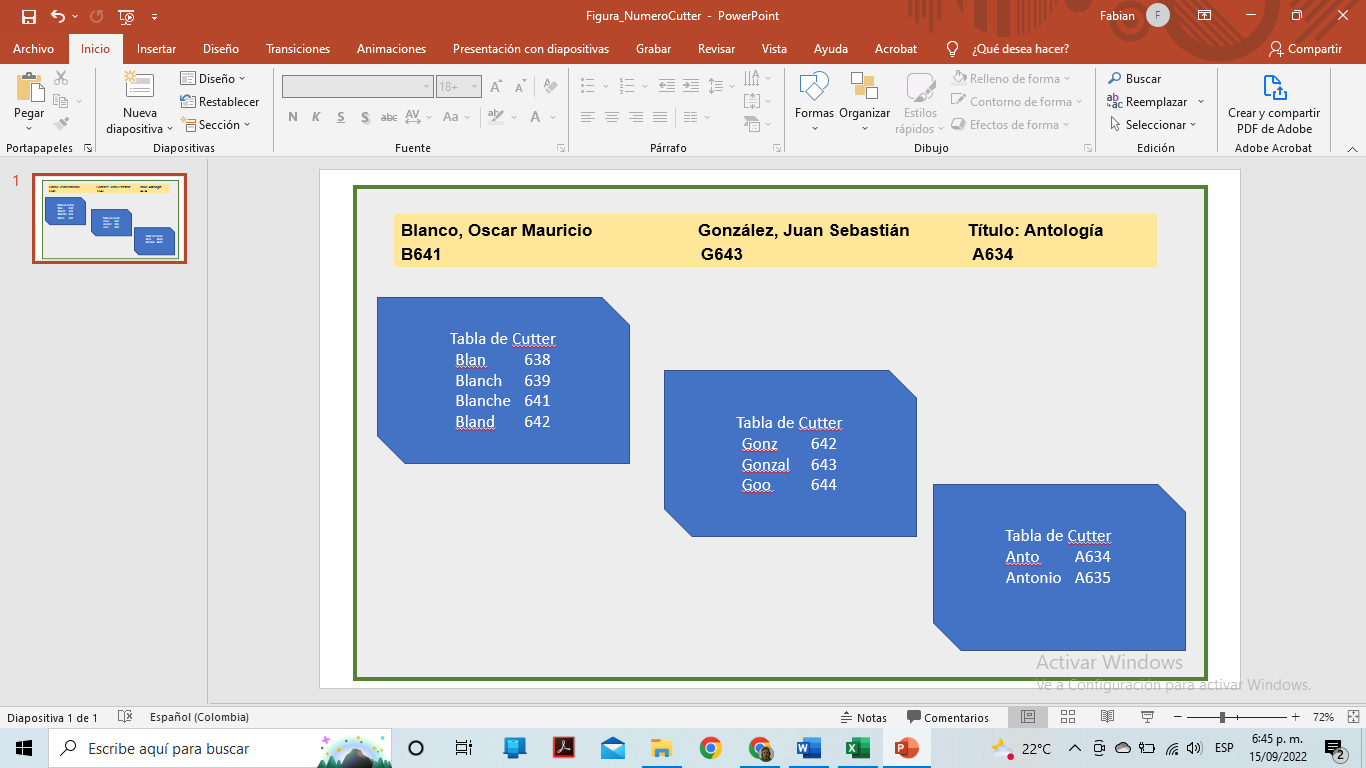 Figura_NumeroCutter - PowerPoint
Fabian F
Archivo Inicio Insertar Diseño Transiciones Animaciones Presentación con diapositivas Grabar Revisar Vista Ayuda Acrobat ¿Qué desea hacer? Compartir
Pegar
Nueva diapositiva
Diseño
Restablecer
Sección
18+
N K S S abc AV Aa
A
Formas
Organizar
Estilos rápidos
Relleno de forma
Contorno de forma
Efectos de forma
Buscar
Reemplazar
Seleccionar
Crear y compartir
PDF de Adobe
Portapapeles Diapositivas Fuente Párrafo Dibujo Edición Adobe Acrobat
1
Blanco, Oscar Mauricio González, Juan Sebastián Título: Antología
B641 G643 A634
Tabla de Cutter
Blan 638
Blanch 639
Blanche 641
Bland 642
Tabla de Cutter
Gonz 642
Gonzal 643
Goo 644
Tabla de Cutter
Anto A634
Antonio A635
Activar Windows
Ve a Configuración para activar Windows.
Diapositiva 1 de 1 Español (Colombia) Notas Comentarios 72%
Escribe aquí para buscar
22°C
ESP
6:45 p. m.
15/09/2022
2